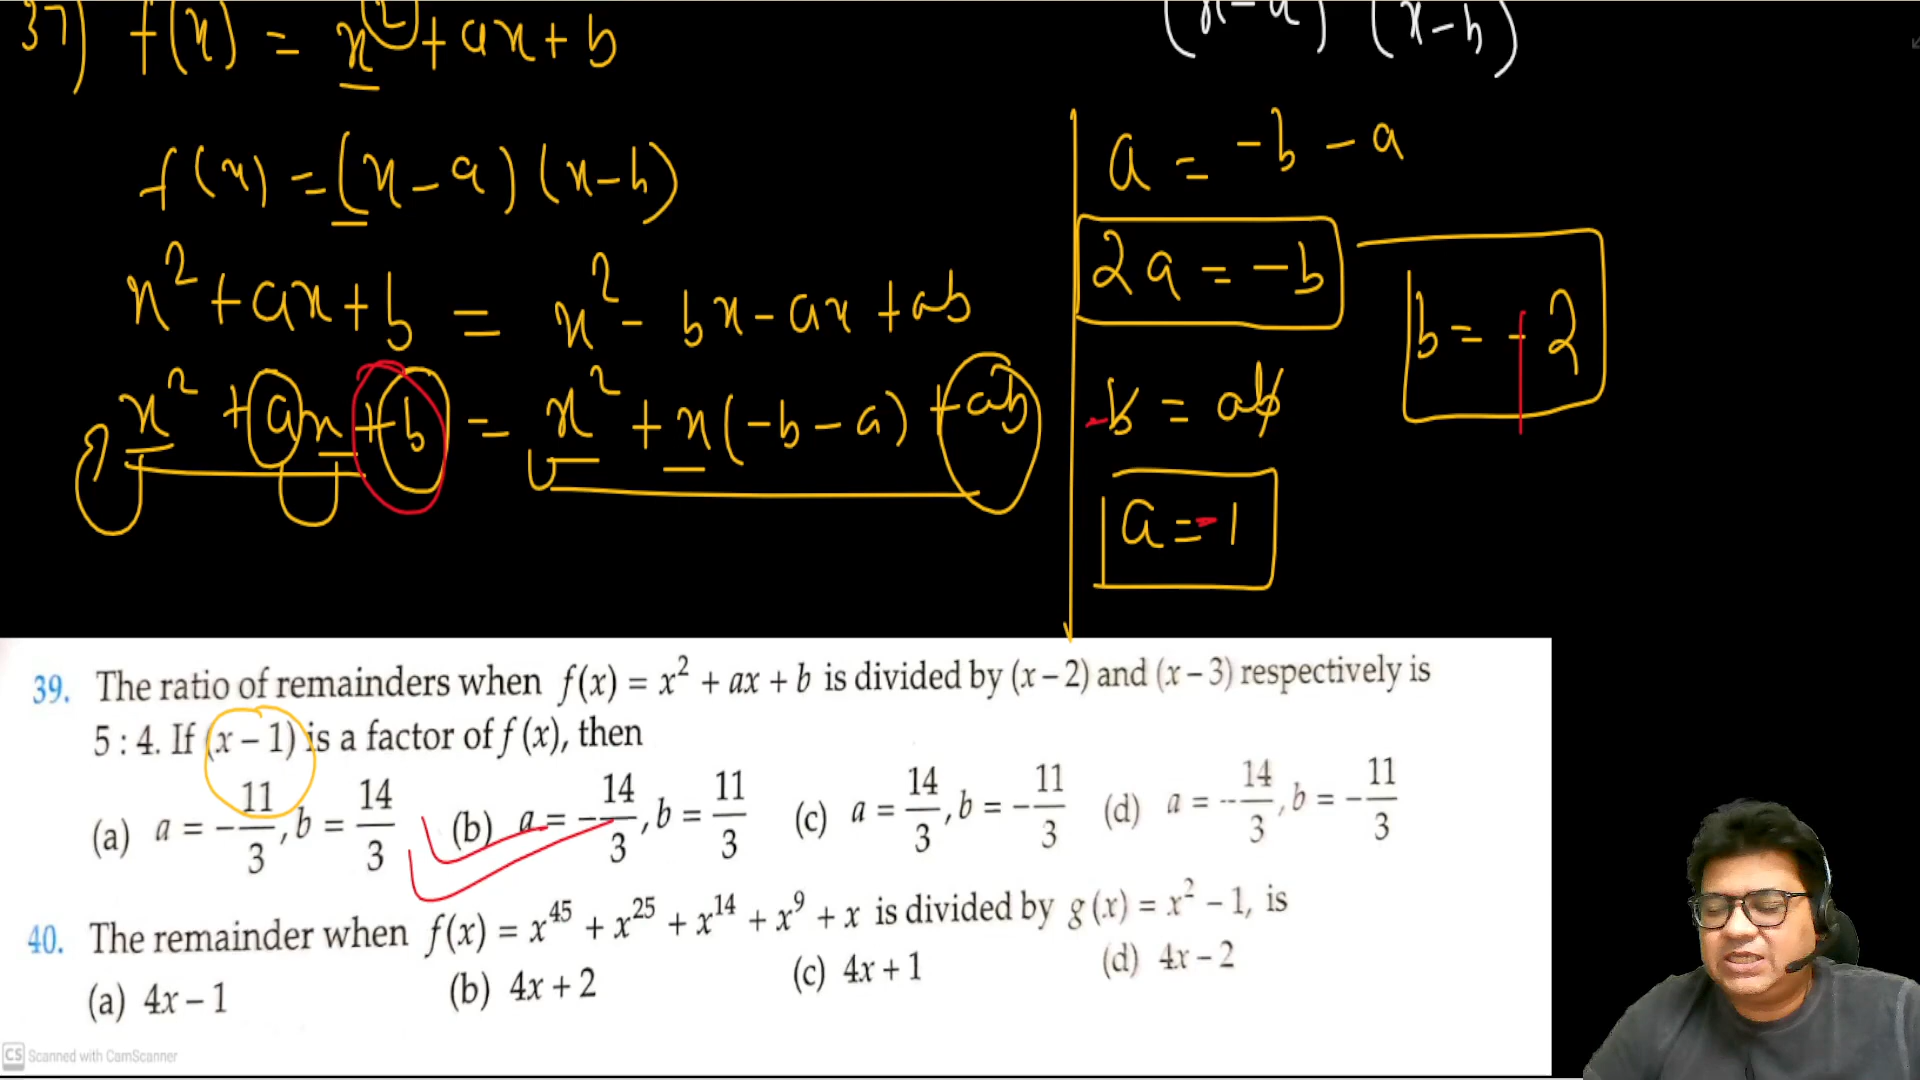 37) f(x) = x² + ax + b
(x-a) (x-b)
f(x) = (x-a) (x-b)
x² + ax + b = x² - bx - ax + ab
x² + ax + b = x² + x(-b-a) + ab
a = -b - a
2a = -b
-b = ab
a = -1
b = + 2
39. The ratio of remainders when f(x) = x² + ax + b is divided by (x – 2) and (x – 3) respectively is
5 : 4. If (x – 1) is a factor of f (x), then
(a) a = -11/3, b = 14/3 (b) a = -14/3, b = 11/3 (c) a = 14/3, b = -11/3 (d) a = -14/3, b = -11/3
40. The remainder when f(x) = x⁴⁵ + x²⁵ + x¹⁴ + x⁹ + x is divided by g (x) = x² – 1, is
(a) 4x – 1 (b) 4x + 2 (c) 4x + 1 (d) 4x – 2
CS Scanned with CamScanner